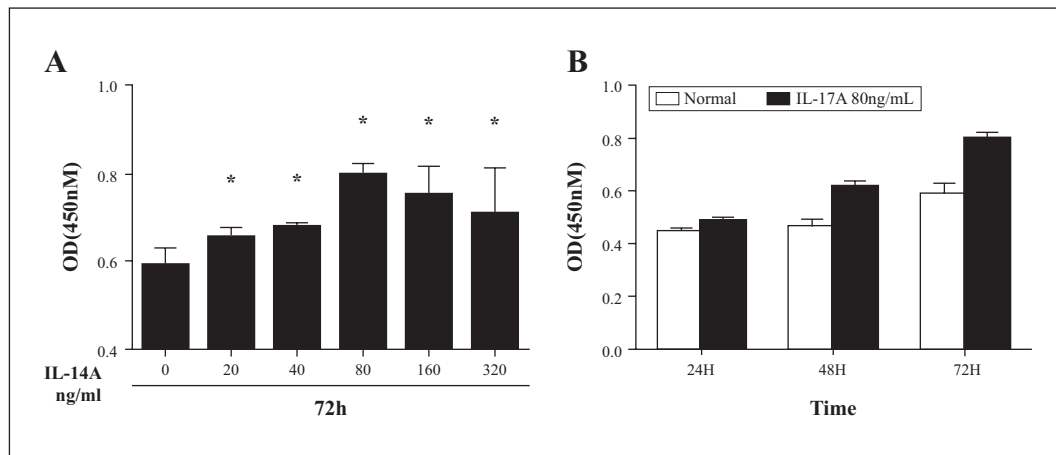 A
1.0
0.8
0.6
0.4
OD(450nM)
* * * * *
IL-14A 0 20 40 80 160 320
ng/ml
72h
B
1.0
0.8
0.6
0.4
0.2
0.0
OD(450nM)
Normal IL-17A 80ng/mL
24H 48H 72H
Time